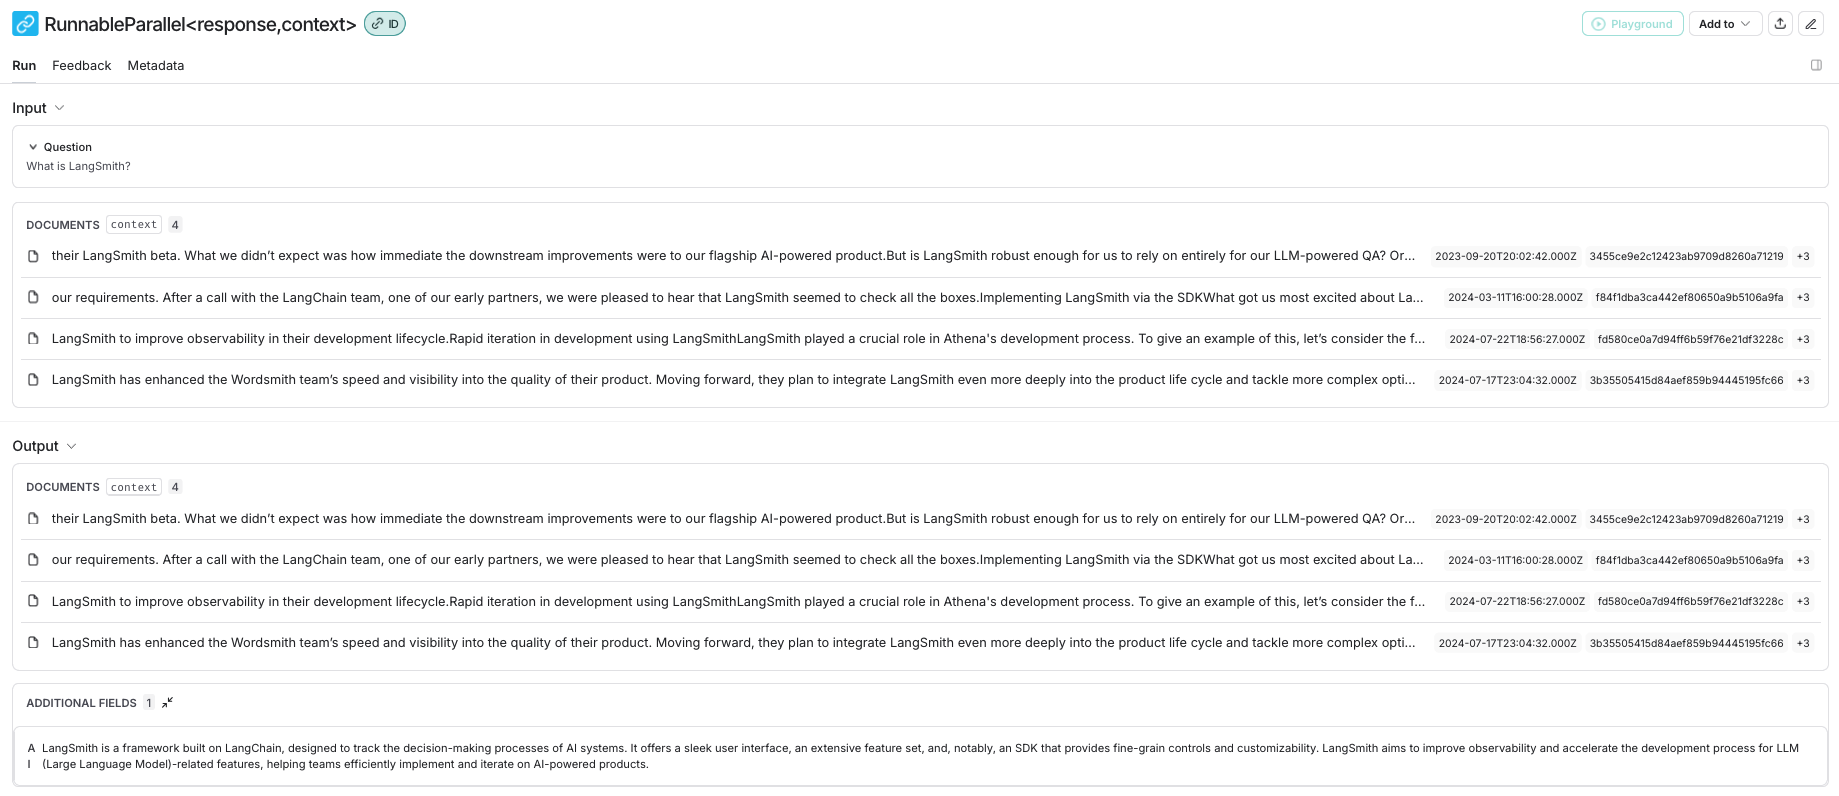 RunnableParallel<response,context> ID
Playground Add to
Run Feedback Metadata
Input
Question
What is LangSmith?
DOCUMENTS context 4
their LangSmith beta. What we didn’t expect was how immediate the downstream improvements were to our flagship AI-powered product.But is LangSmith robust enough for us to rely on entirely for our LLM-powered QA? Or... 2023-09-20T20:02:42.000Z 3455ce9e2c12423ab9709d8260a71219 +3
our requirements. After a call with the LangChain team, one of our early partners, we were pleased to hear that LangSmith seemed to check all the boxes.Implementing LangSmith via the SDKWhat got us most excited about La... 2024-03-11T16:00:28.000Z f84f1dba3ca442ef80650a9b5106a9fa +3
LangSmith to improve observability in their development lifecycle.Rapid iteration in development using LangSmithLangSmith played a crucial role in Athena's development process. To give an example of this, let’s consider the f... 2024-07-22T18:56:27.000Z fd580ce0a7d94ff6b59f76e21df3228c +3
LangSmith has enhanced the Wordsmith team’s speed and visibility into the quality of their product. Moving forward, they plan to integrate LangSmith even more deeply into the product life cycle and tackle more complex opti... 2024-07-17T23:04:32.000Z 3b35505415d84aef859b94445195fc66 +3
Output
DOCUMENTS context 4
their LangSmith beta. What we didn’t expect was how immediate the downstream improvements were to our flagship AI-powered product.But is LangSmith robust enough for us to rely on entirely for our LLM-powered QA? Or... 2023-09-20T20:02:42.000Z 3455ce9e2c12423ab9709d8260a71219 +3
our requirements. After a call with the LangChain team, one of our early partners, we were pleased to hear that LangSmith seemed to check all the boxes.Implementing LangSmith via the SDKWhat got us most excited about La... 2024-03-11T16:00:28.000Z f84f1dba3ca442ef80650a9b5106a9fa +3
LangSmith to improve observability in their development lifecycle.Rapid iteration in development using LangSmithLangSmith played a crucial role in Athena's development process. To give an example of this, let’s consider the f... 2024-07-22T18:56:27.000Z fd580ce0a7d94ff6b59f76e21df3228c +3
LangSmith has enhanced the Wordsmith team’s speed and visibility into the quality of their product. Moving forward, they plan to integrate LangSmith even more deeply into the product life cycle and tackle more complex opti... 2024-07-17T23:04:32.000Z 3b35505415d84aef859b94445195fc66 +3
ADDITIONAL FIELDS 1
A LangSmith is a framework built on LangChain, designed to track the decision-making processes of AI systems. It offers a sleek user interface, an extensive feature set, and, notably, an SDK that provides fine-grain controls and customizability. LangSmith aims to improve observability and accelerate the development process for LLM
I (Large Language Model)-related features, helping teams efficiently implement and iterate on AI-powered products.